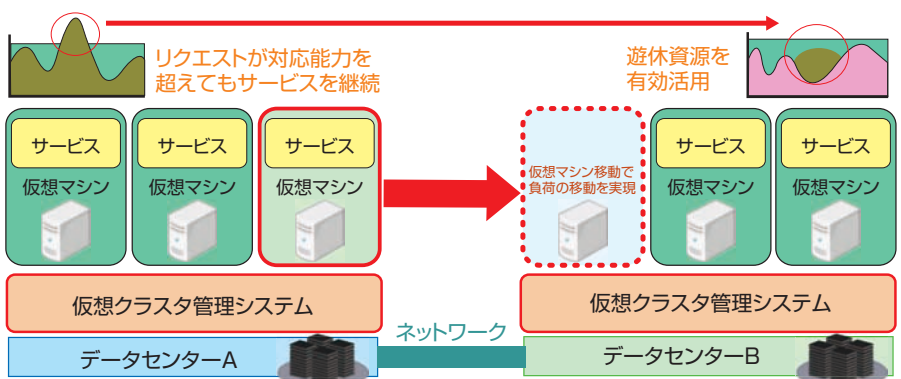 リクエストが対応能力を
超えてもサービスを継続
遊休資源を
有効活用
サービス
仮想マシン
サービス
仮想マシン
サービス
仮想マシン
仮想マシン移動で
負荷の移動を実現
サービス
仮想マシン
サービス
仮想マシン
仮想クラスタ管理システム
仮想クラスタ管理システム
ネットワーク
データセンターA
データセンターB